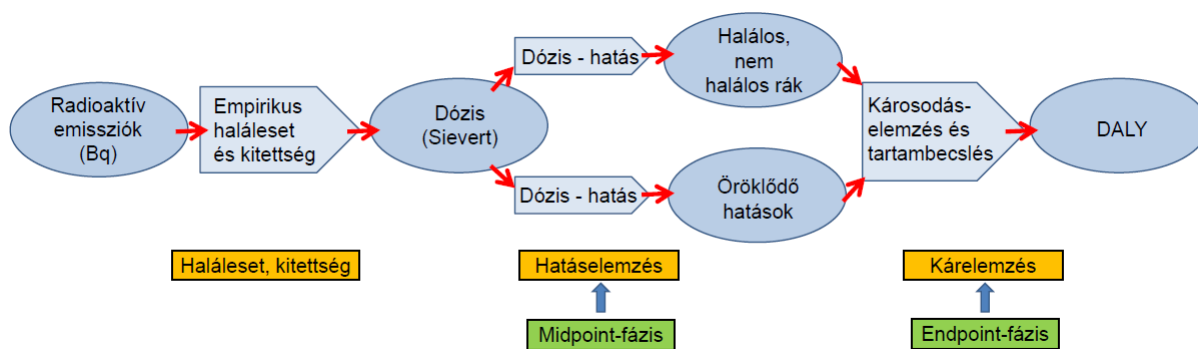 Radioaktív
emissziók
(Bq)
Empirikus
haláleset
és kitettség
Dózis
(Sievert)
Dózis - hatás
Halálos,
nem
halálos rák
Dózis - hatás
Öröklődő
hatások
Károsodás-
elemzés és
tartambecslés
DALY
Haláleset, kitettség
Hatáselemzés
Kárelemzés
Midpoint-fázis
Endpoint-fázis